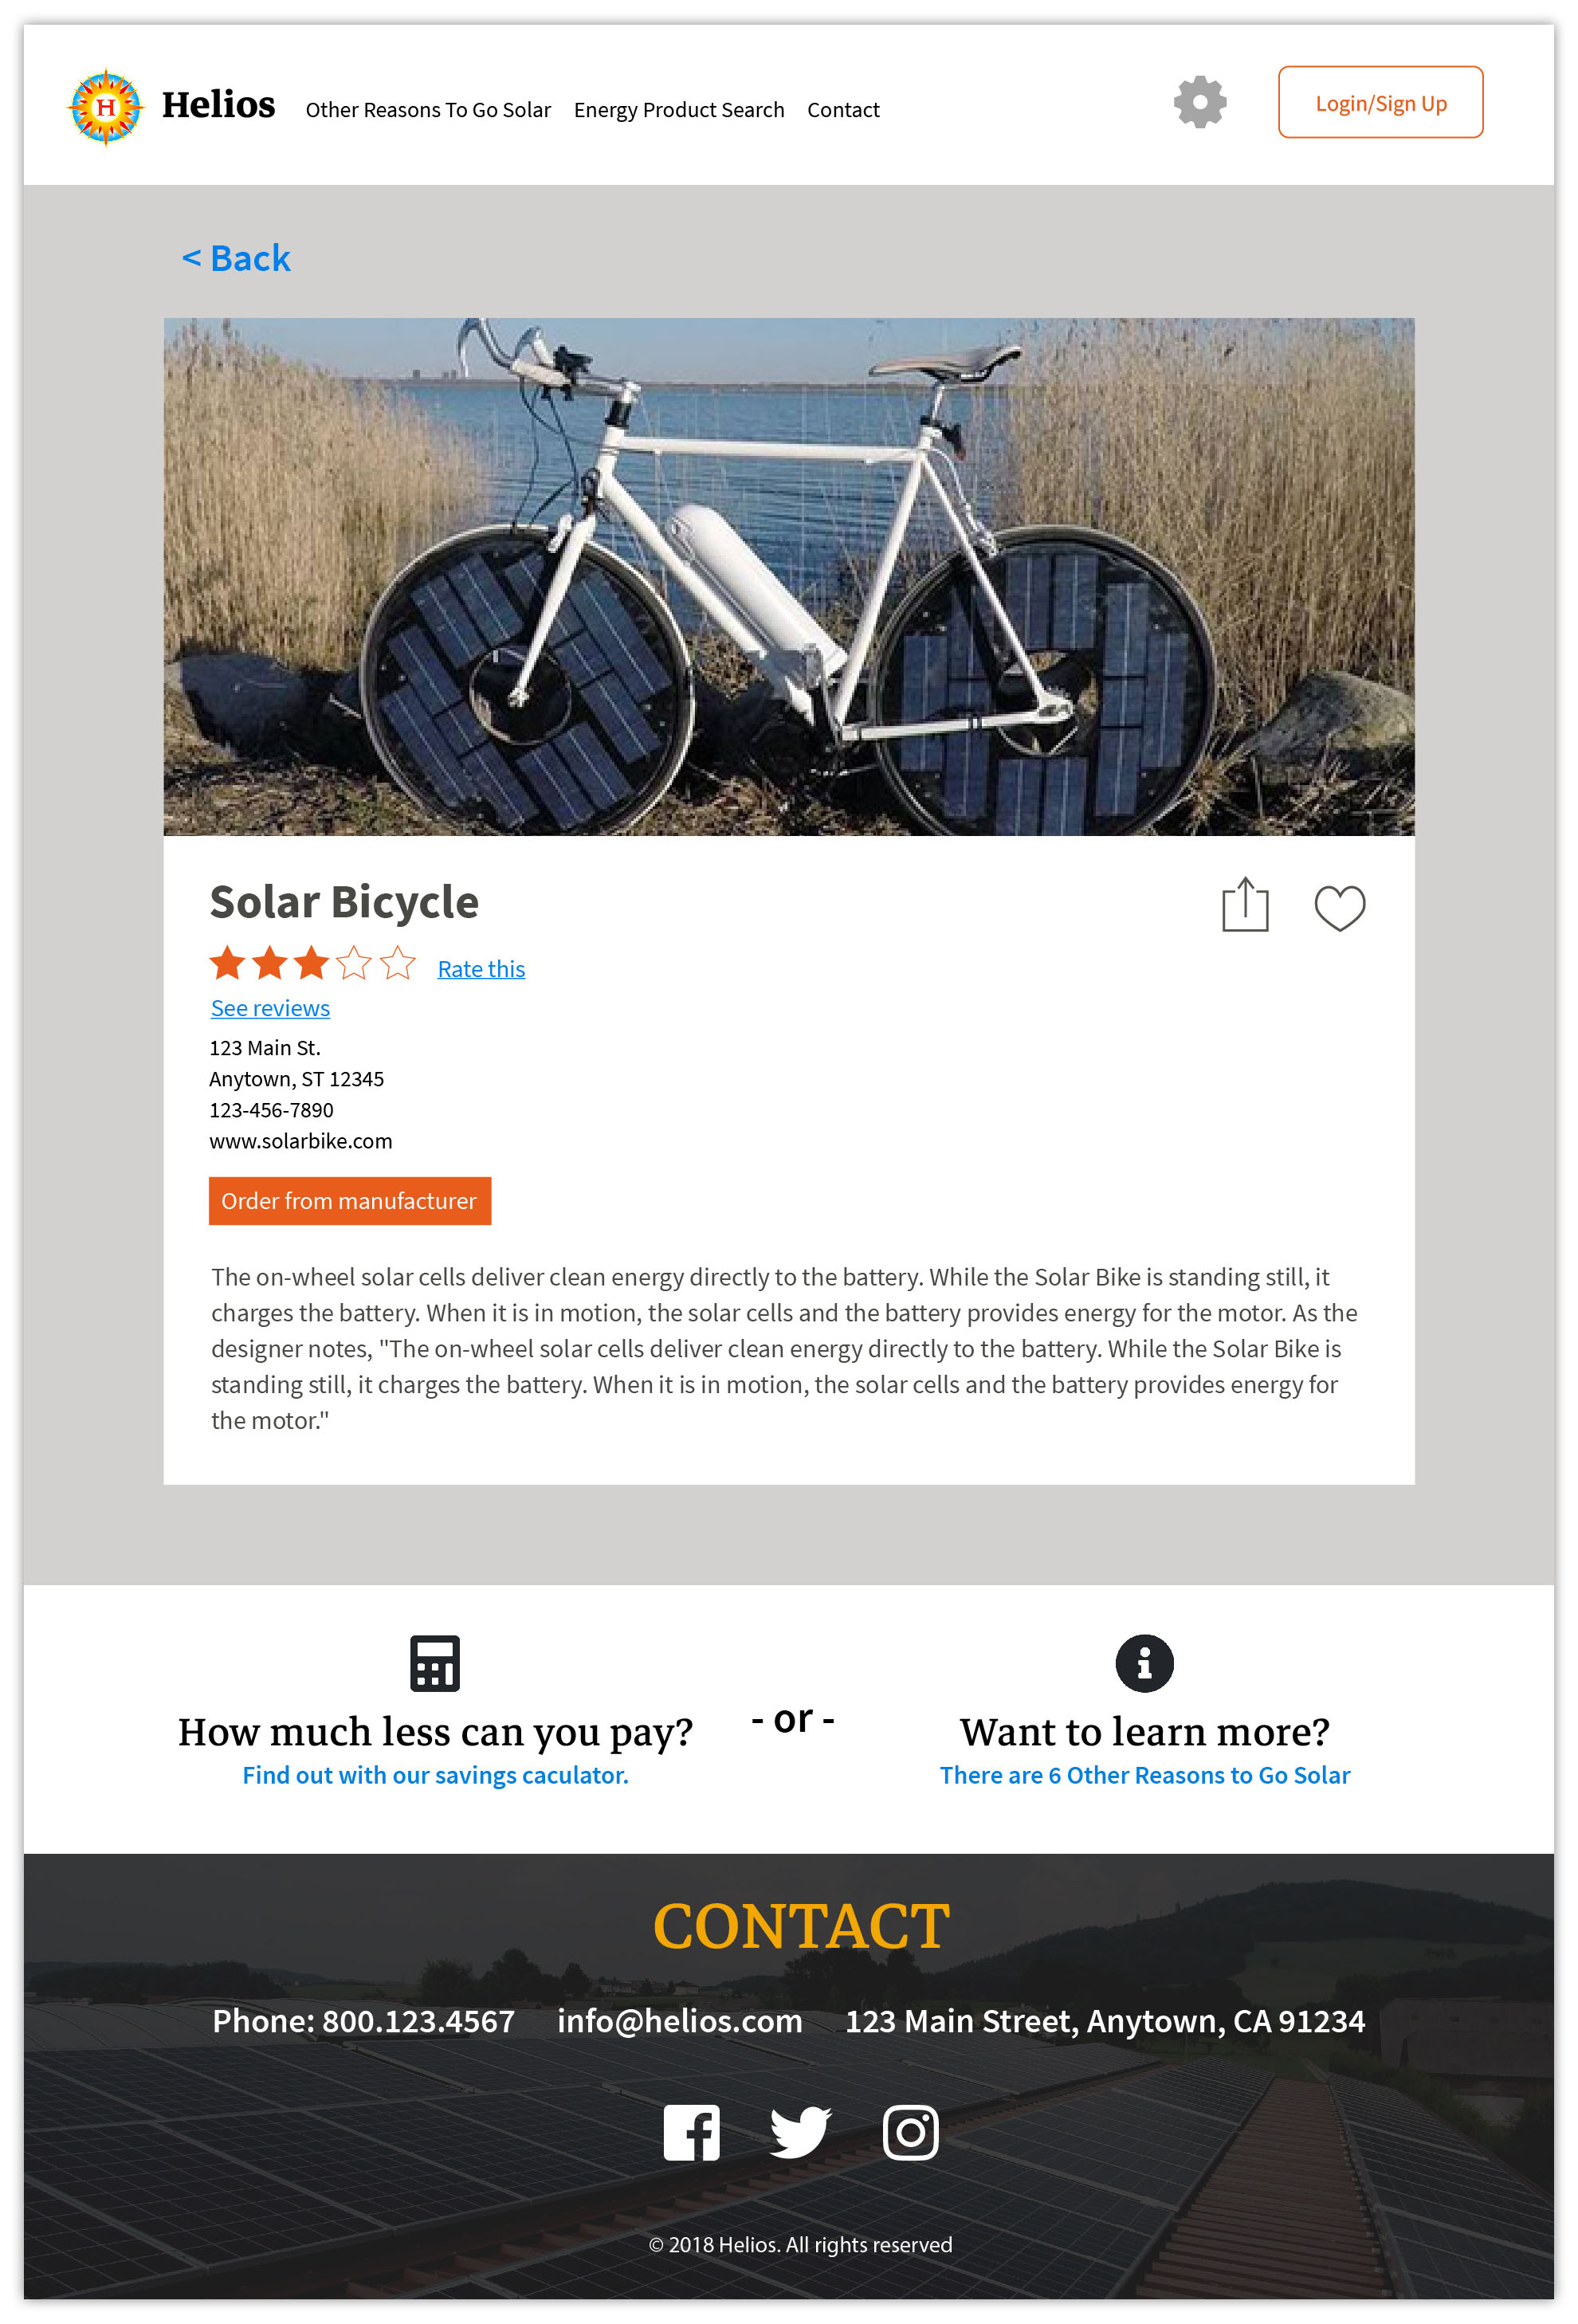 H
Helios
Other Reasons To Go Solar
Energy Product Search
Contact
Login/Sign Up
< Back
Solar Bicycle
Rate this
See reviews
123 Main St.
Anytown, ST 12345
123-456-7890
www.solarbike.com
Order from manufacturer
The on-wheel solar cells deliver clean energy directly to the battery. While the Solar Bike is standing still, it
charges the battery. When it is in motion, the solar cells and the battery provides energy for the motor. As the
designer notes, "The on-wheel solar cells deliver clean energy directly to the battery. While the Solar Bike is
standing still, it charges the battery. When it is in motion, the solar cells and the battery provides energy for
the motor."
How much less can you pay?
Find out with our savings caculator.
- or -
Want to learn more?
There are 6 Other Reasons to Go Solar
CONTACT
Phone: 800.123.4567
info@helios.com
123 Main Street, Anytown, CA 91234
© 2018 Helios. All rights reserved